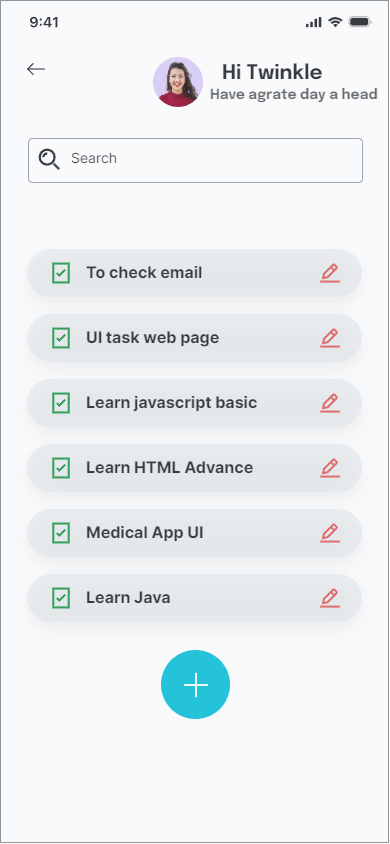 9:41
Hi Twinkle
Have agrate day a head
Search
To check email
UI task web page
Learn javascript basic
Learn HTML Advance
Medical App UI
Learn Java